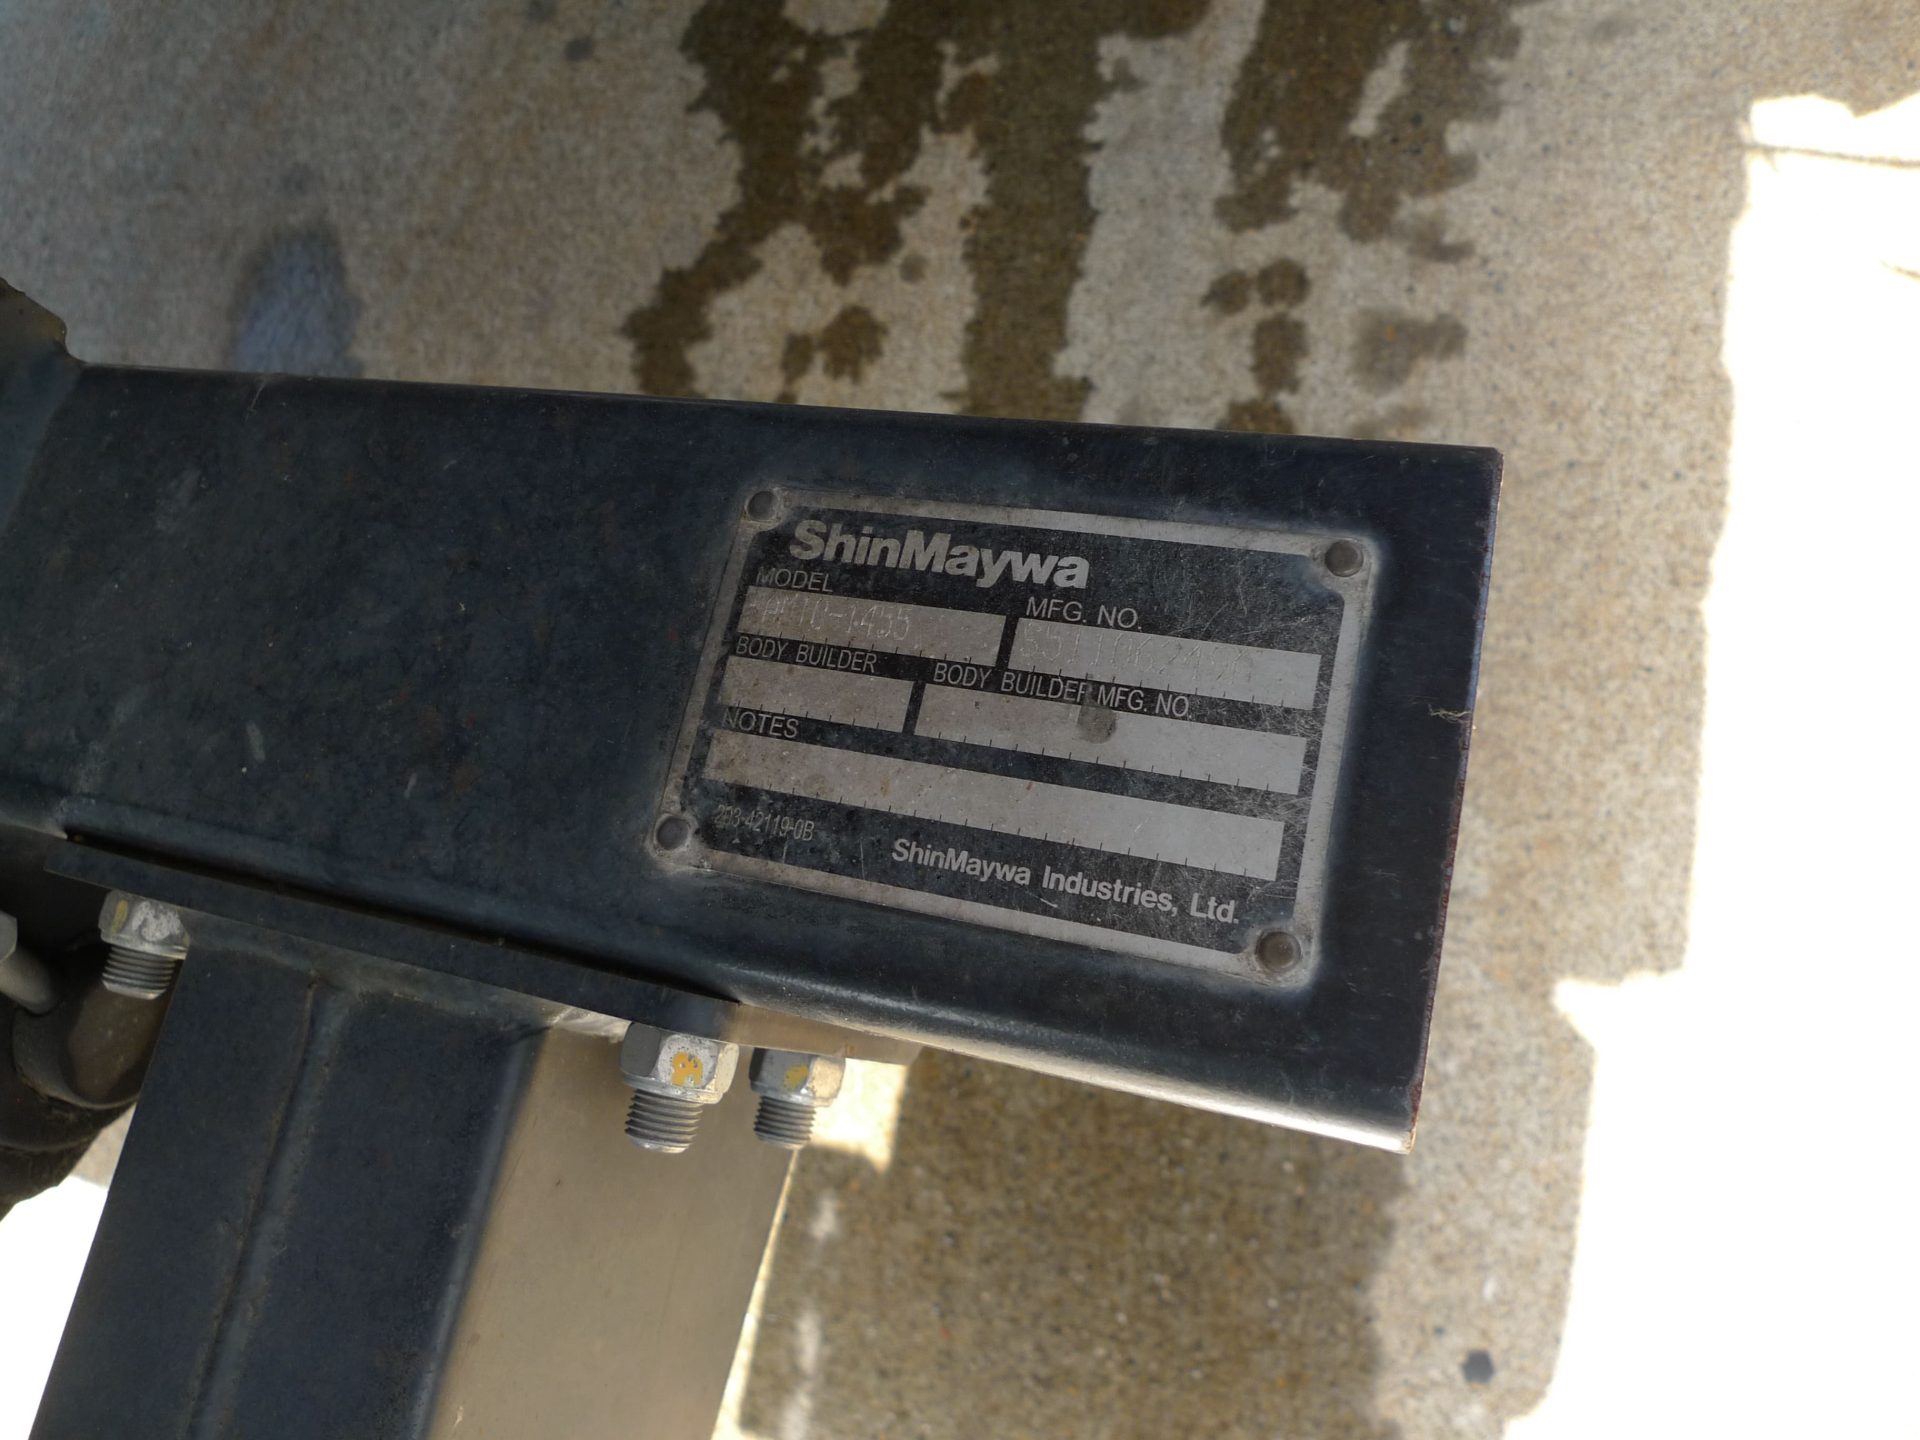 ShinMaywa
MODEL
MFG. NO.
BODY BUILDER
BODY BUILDER MFG. NO.
NOTES
203-42119-0B
ShinMaywa Industries, Ltd.